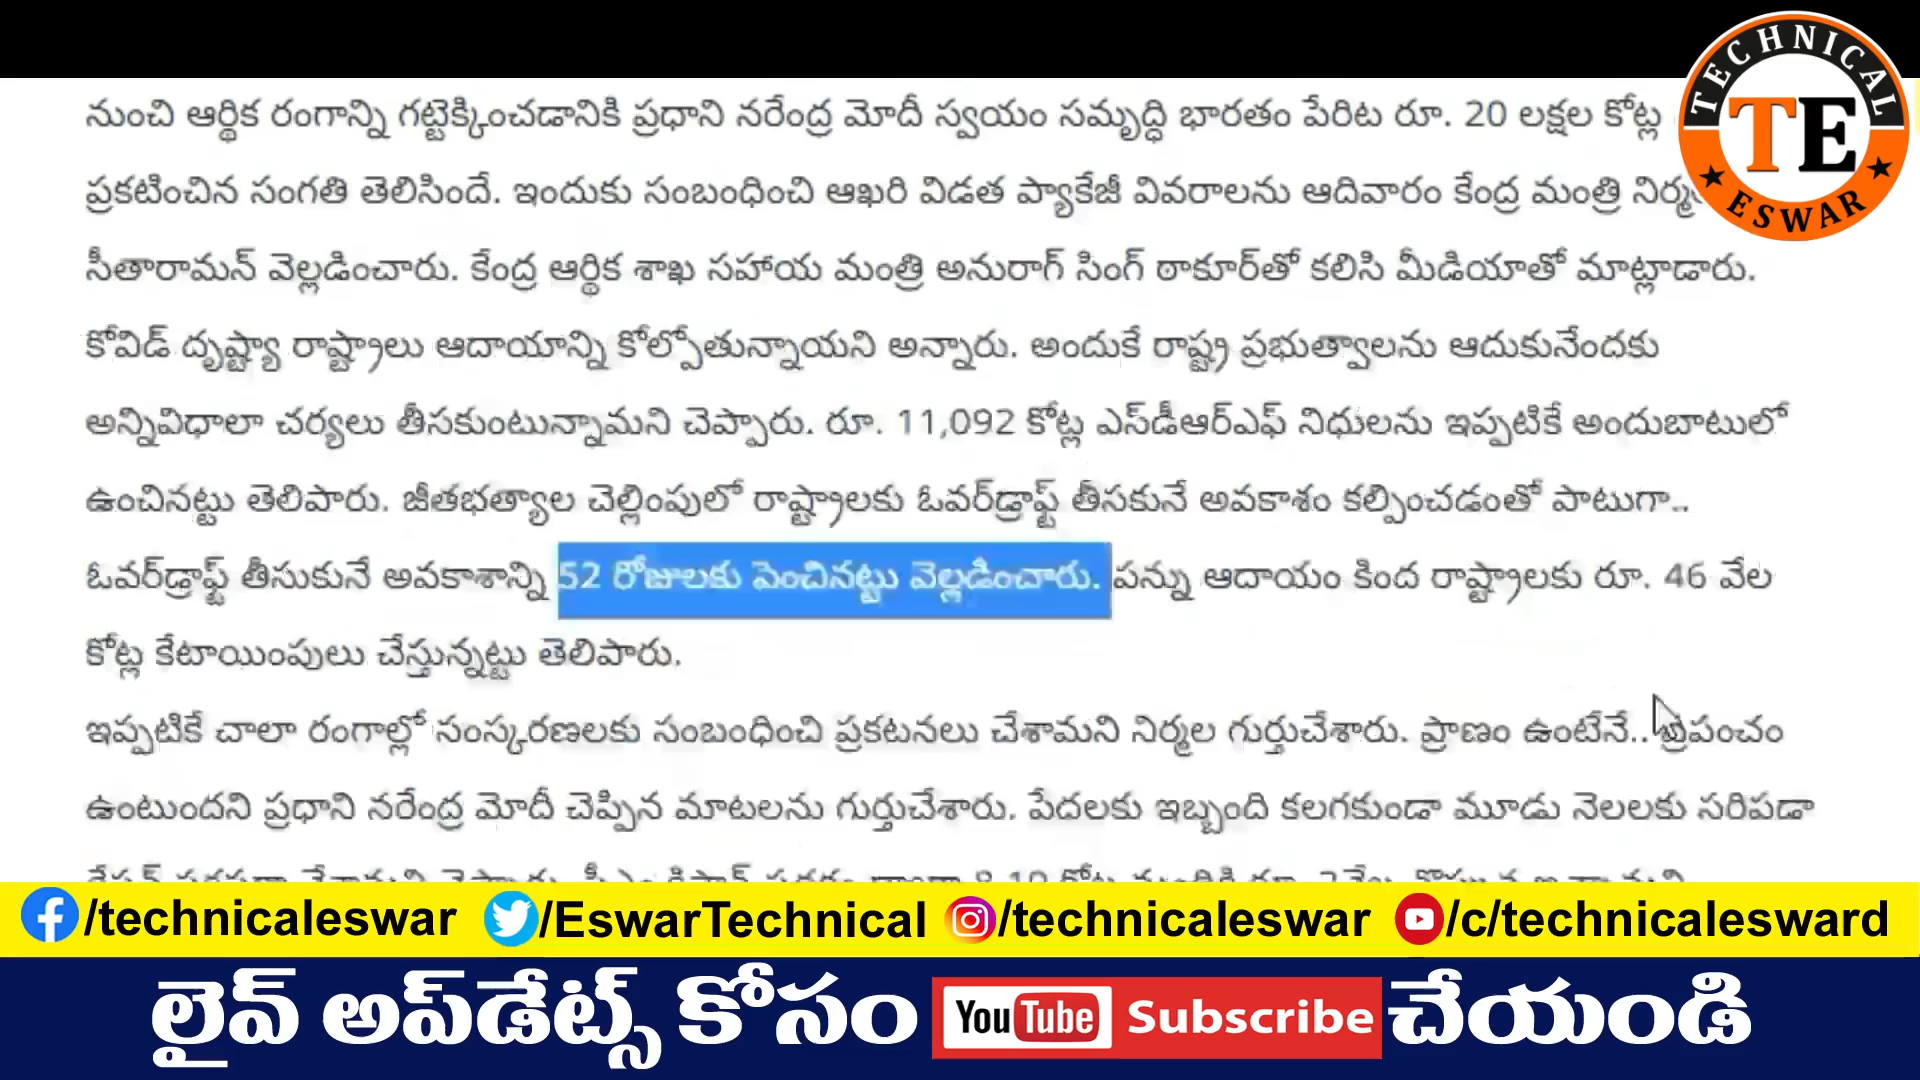 TECHNICAL
TE
ESWAR
నుంచి ఆర్థిక రంగాన్ని గట్టెక్కించడానికి ప్రధాని నరేంద్ర మోదీ స్వయం సమృద్ధి భారతం పేరిట రూ. 20 లక్షల కోట్ల
ప్రకటించిన సంగతి తెలిసిందే. ఇందుకు సంబంధించి ఆఖరి విడత ప్యాకేజీ వివరాలను ఆదివారం కేంద్ర మంత్రి
సీతారామన్ వెల్లడించారు. కేంద్ర ఆర్థిక శాఖ సహాయ మంత్రి అనురాగ్ సింగ్ ఠాకూర్‌తో కలిసి మీడియాతో మాట్లాడారు.
కోవిడ్ దృష్ట్యా రాష్ట్రాలు ఆదాయాన్ని కోల్పోతున్నాయని అన్నారు. అందుకే రాష్ట్ర ప్రభుత్వాలను ఆదుకునేందకు
అన్నివిధాలా చర్యలు తీసకుంటున్నామని చెప్పారు. రూ. 11,092 కోట్ల ఎస్‌డీఆర్‌ఎఫ్ నిధులను ఇప్పటికే అందుబాటులో
ఉంచినట్టు తెలిపారు. జీతభత్యాల చెల్లింపులో రాష్ట్రాలకు ఓవర్‌డ్రాఫ్ట్ తీసకునే అవకాశం కల్పించడంతో పాటుగా..
ఓవర్‌డ్రాఫ్ట్ తీసుకునే అవకాశాన్ని 52 రోజులకు పెంచినట్టు వెల్లడించారు. పన్ను ఆదాయం కింద రాష్ట్రాలకు రూ. 46 వేల
కోట్ల కేటాయింపులు చేస్తున్నట్టు తెలిపారు.
ఇప్పటికే చాలా రంగాల్లో సంస్కరణలకు సంబంధించి ప్రకటనలు చేశామని నిర్మల గుర్తుచేశారు. ప్రాణం ఉంటేనే.. ప్రపంచం
ఉంటుందని ప్రధాని నరేంద్ర మోదీ చెప్పిన మాటలను గుర్తుచేశారు. పేదలకు ఇబ్బంది కలగకుండా మూడు నెలలకు సరిపడా
/technicaleswar /EswarTechnical /technicaleswar /c/technicalesward
లైవ్ అప్‌డేట్స్ కోసం YouTube Subscribe చేయండి